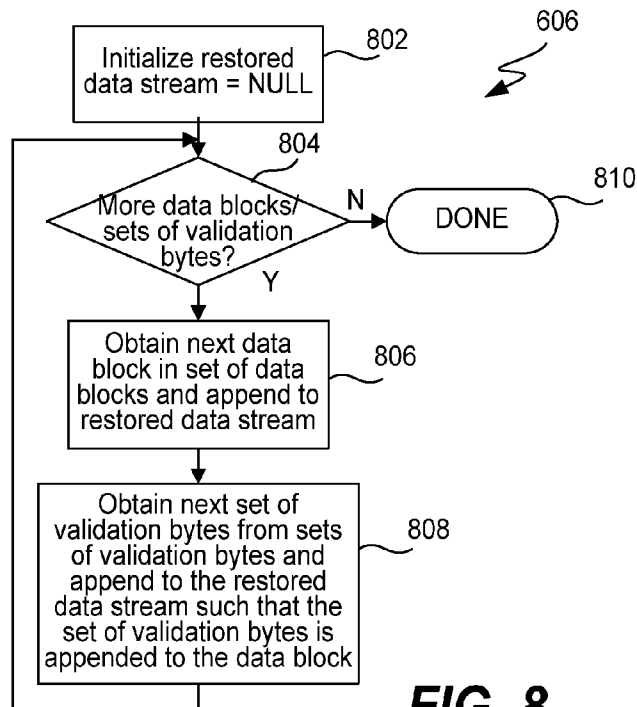 Initialize restored
data stream = NULL
802
606
804
More data blocks/
sets of validation
bytes?
N
Y
DONE
810
Obtain next data
block in set of data
blocks and append to
restored data stream
806
Obtain next set of
validation bytes from sets
of validation bytes and
append to the restored
data stream such that the
set of validation bytes is
appended to the data block
808
FIG. 8